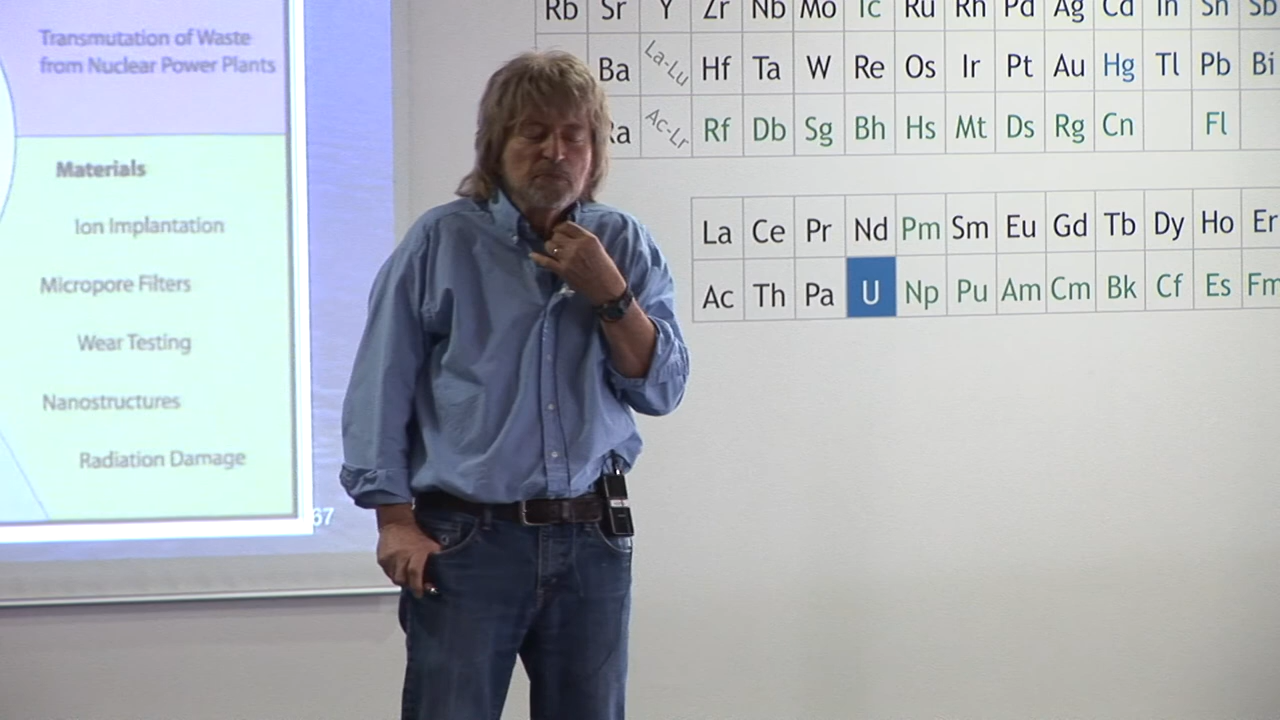 Transmutation of Waste
from Nuclear Power Plants
Materials
Ion Implantation
Micropore Filters
Wear Testing
Nanostructures
Radiation Damage
67
Rb Sr Y Zr Nb Mo Tc Ru Rh Pd Ag Cd In Sn Sb
Ba La-Lu Hf Ta W Re Os Ir Pt Au Hg Tl Pb Bi
Ra Ac-Lr Rf Db Sg Bh Hs Mt Ds Rg Cn Fl
La Ce Pr Nd Pm Sm Eu Gd Tb Dy Ho Er
Ac Th Pa U Np Pu Am Cm Bk Cf Es Fm